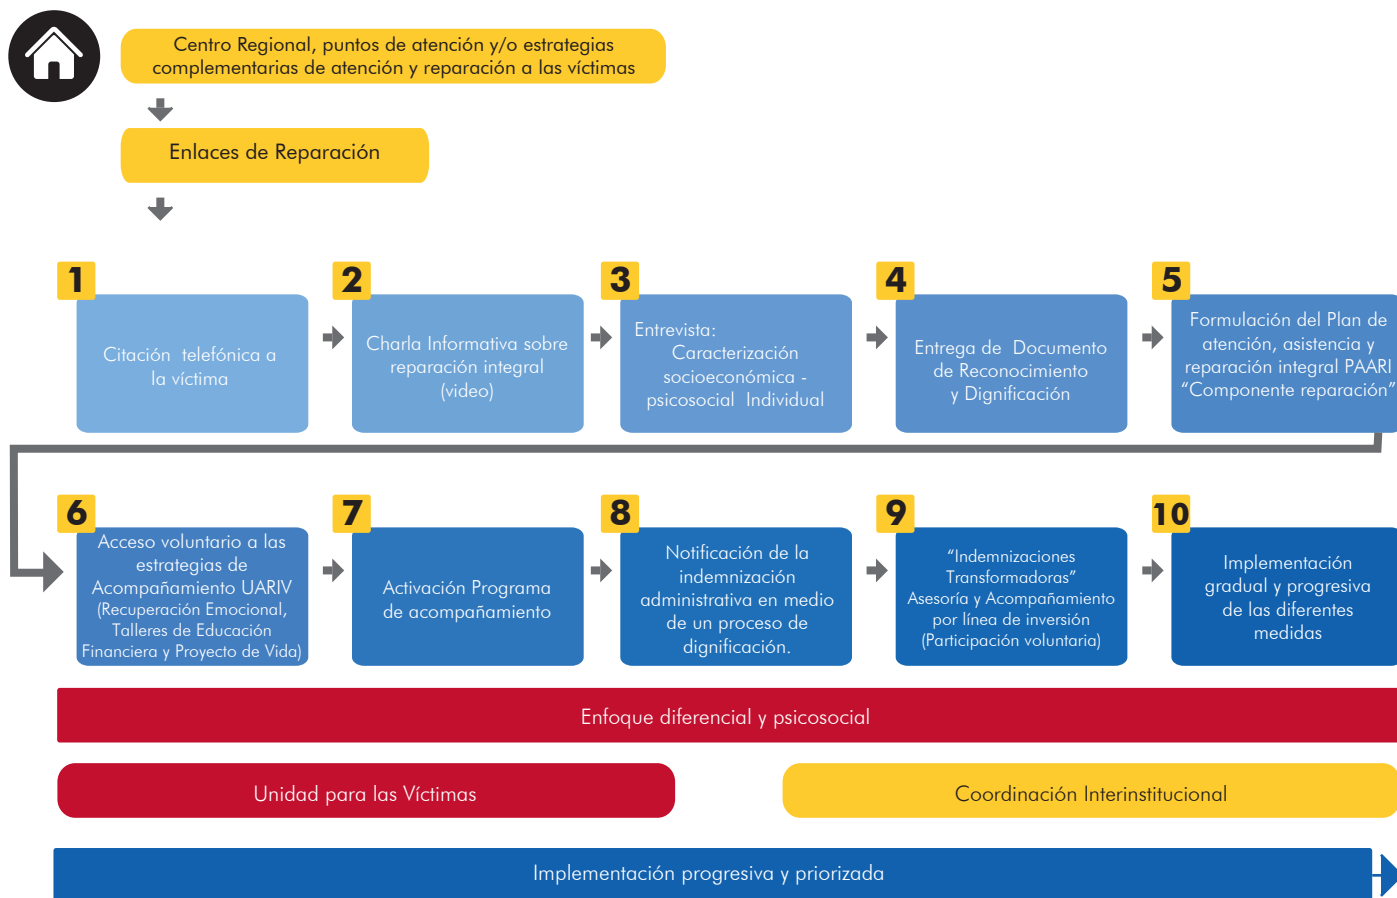 Centro Regional, puntos de atención y/o estrategias
complementarias de atención y reparación a las víctimas
Enlaces de Reparación
1
Citación telefónica a
la víctima
2
Charla Informativa sobre
reparación integral
(video)
3
Entrevista:
Caracterización
socioeconómica -
psicosocial Individual
4
Entrega de Documento
de Reconocimiento
y Dignificación
5
Formulación del Plan de
atención, asistencia y
reparación integral PAARI
“Componente reparación”
6
Acceso voluntario a las
estrategias de
Acompañamiento UARIV
(Recuperación Emocional,
Talleres de Educación
Financiera y Proyecto de Vida)
7
Activación Programa
de acompañamiento
8
Notificación de la
indemnización
administrativa en medio
de un proceso de
dignificación.
9
“Indemnizaciones
Transformadoras”
Asesoría y Acompañamiento
por línea de inversión
(Participación voluntaria)
10
Implementación
gradual y progresiva
de las diferentes
medidas
Enfoque diferencial y psicosocial
Unidad para las Víctimas
Coordinación Interinstitucional
Implementación progresiva y priorizada